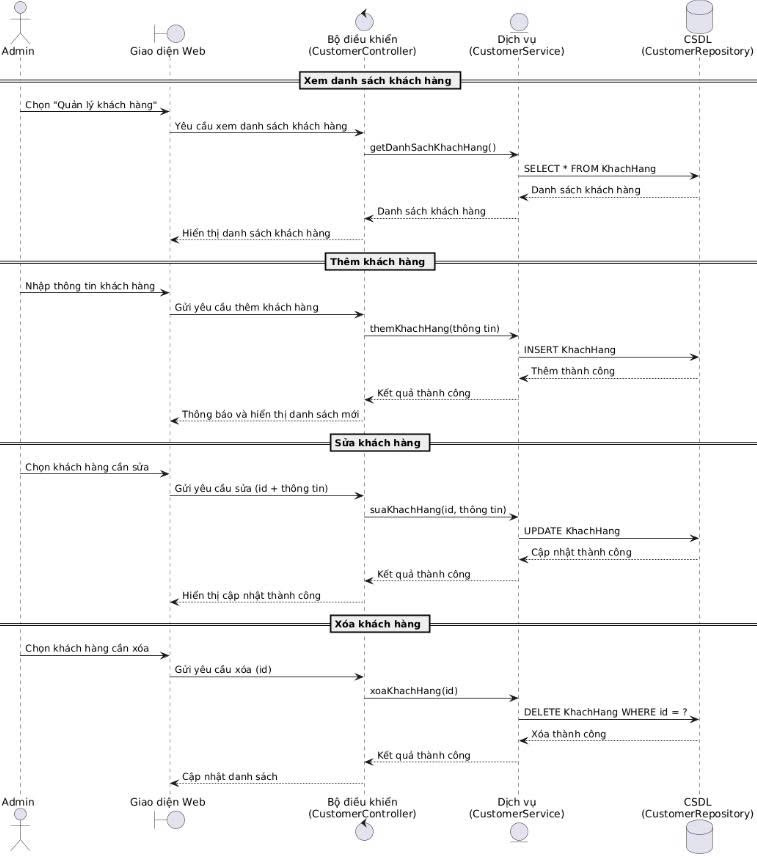 Admin
Giao diện Web
Bộ điều khiển
(CustomerController)
Dịch vụ
(CustomerService)
CSDL
(CustomerRepository)
Xem danh sách khách hàng
Chọn "Quản lý khách hàng"
Yêu cầu xem danh sách khách hàng
getDanhSachKhachHang()
SELECT * FROM KhachHang
Danh sách khách hàng
Danh sách khách hàng
Hiển thị danh sách khách hàng
Thêm khách hàng
Nhập thông tin khách hàng
Gửi yêu cầu thêm khách hàng
themKhachHang(thông tin)
INSERT KhachHang
Thêm thành công
Kết quả thành công
Thông báo và hiển thị danh sách mới
Sửa khách hàng
Chọn khách hàng cần sửa
Gửi yêu cầu sửa (id + thông tin)
suaKhachHang(id, thông tin)
UPDATE KhachHang
Cập nhật thành công
Kết quả thành công
Hiển thị cập nhật thành công
Xóa khách hàng
Chọn khách hàng cần xóa
Gửi yêu cầu xóa (id)
xoaKhachHang(id)
DELETE KhachHang WHERE id = ?
Xóa thành công
Kết quả thành công
Cập nhật danh sách
Admin
Giao diện Web
Bộ điều khiển
(CustomerController)
Dịch vụ
(CustomerService)
CSDL
(CustomerRepository)